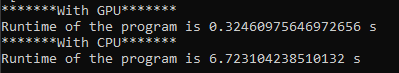 *******With GPU*******
Runtime of the program is 0.32460975646972656 s
*******With CPU*******
Runtime of the program is 6.723104238510132 s